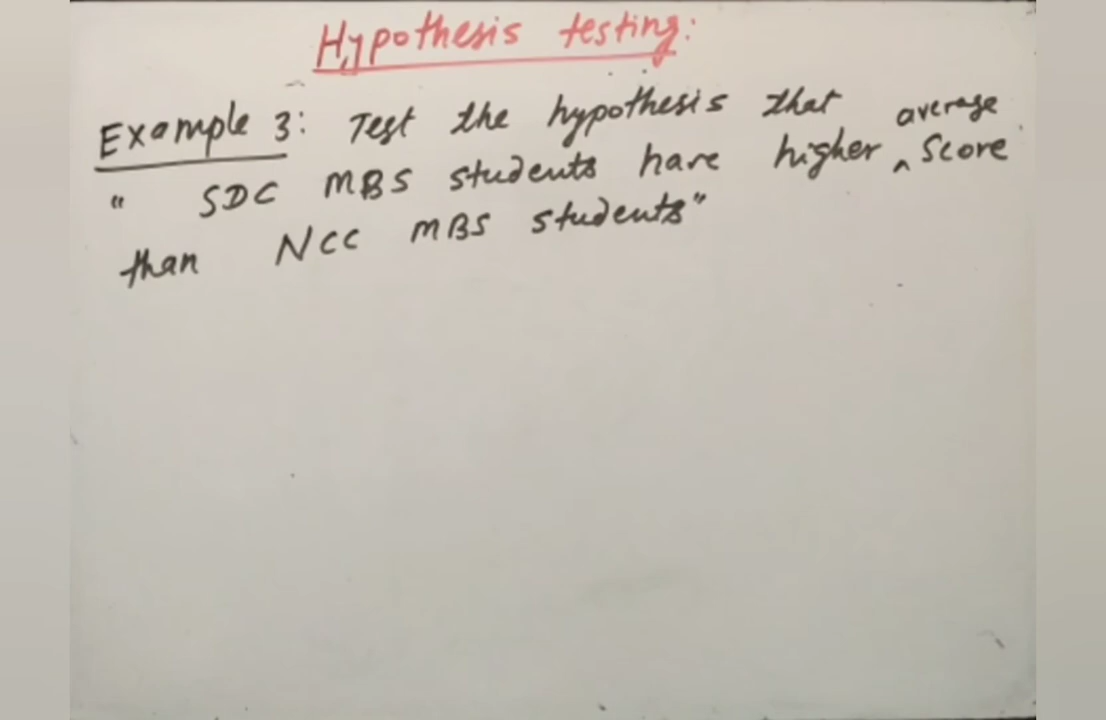 Hypothesis testing:
Example 3: Test the hypothesis that
" SDC MBS students have higher ^ average score
than NCC MBS students"